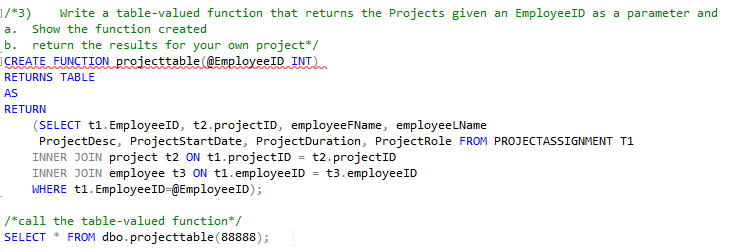 /*3) Write a table-valued function that returns the Projects given an EmployeeID as a parameter and
a. Show the function created
b. return the results for your own project*/
CREATE FUNCTION projecttable(@EmployeeID INT)
RETURNS TABLE
AS
RETURN
(SELECT t1.EmployeeID, t2.projectID, employeeFName, employeeLName
ProjectDesc, ProjectStartDate, ProjectDuration, ProjectRole FROM PROJECTASSIGNMENT T1
INNER JOIN project t2 ON t1.projectID = t2.projectID
INNER JOIN employee t3 ON t1.employeeID = t3.employeeID
WHERE t1.EmployeeID=@EmployeeID);
/*call the table-valued function*/
SELECT * FROM dbo.projecttable(88888);